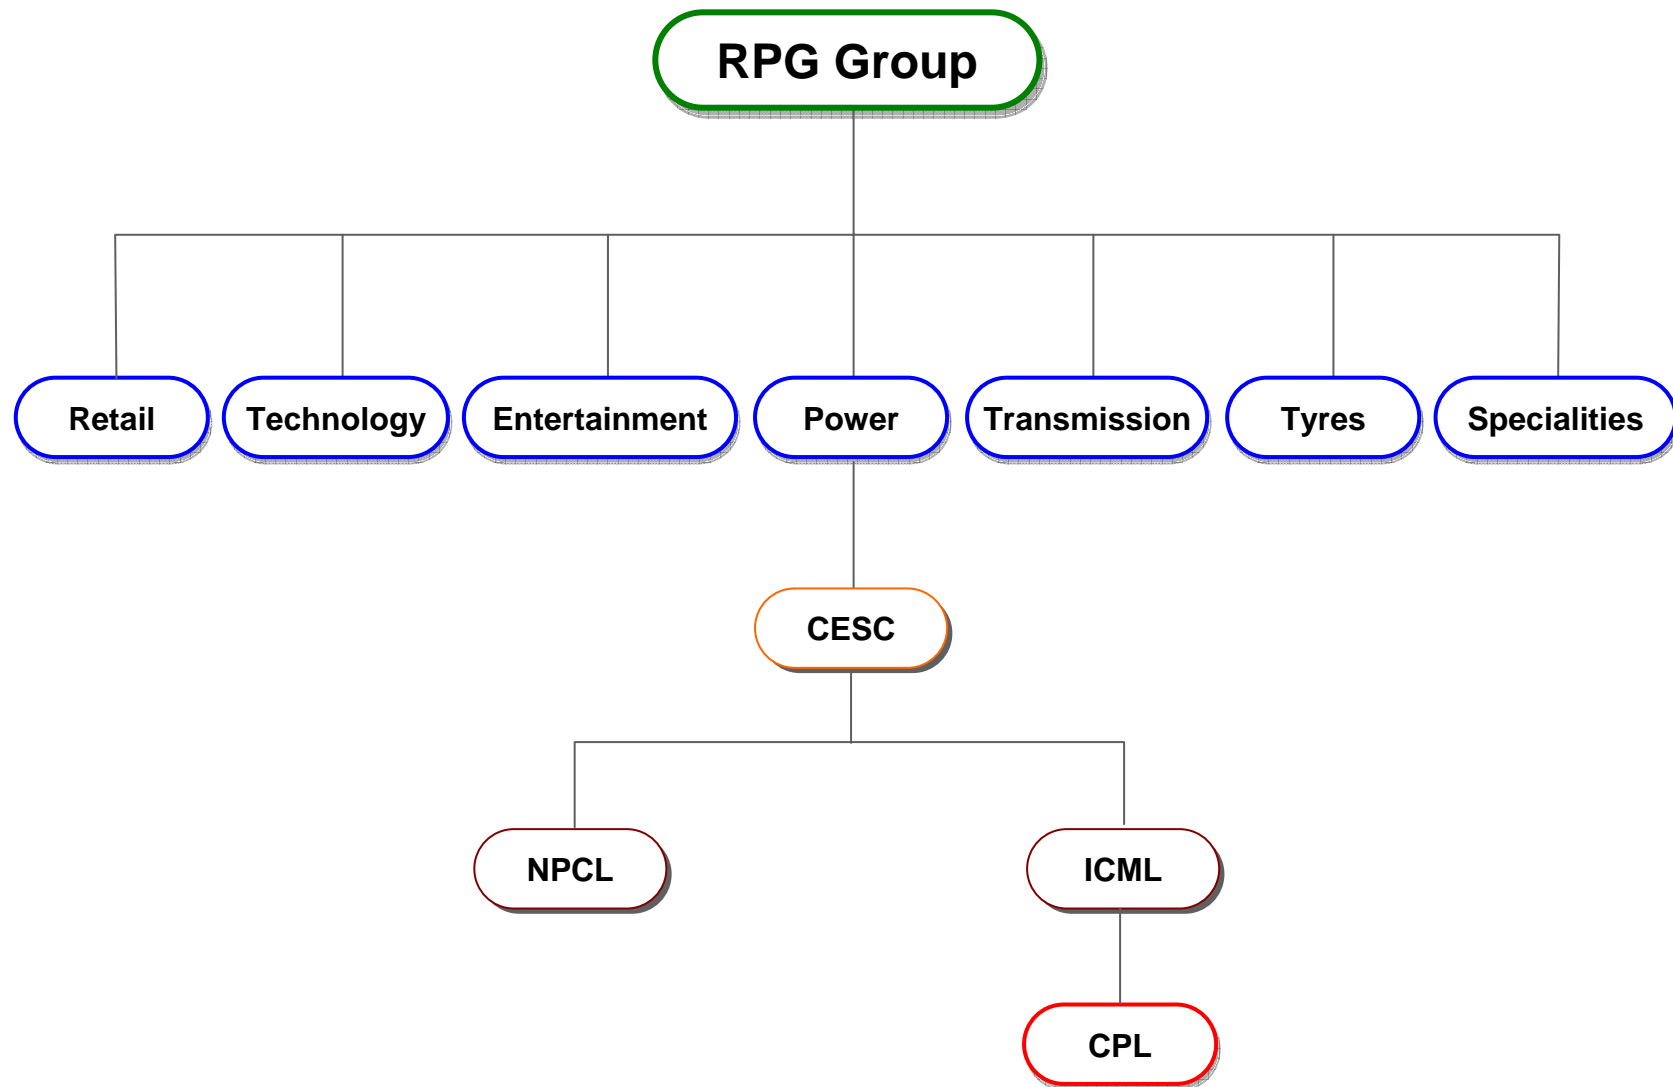 RPG Group
Retail
Technology
Entertainment
Power
Transmission
Tyres
Specialities
CESC
NPCL
ICML
CPL